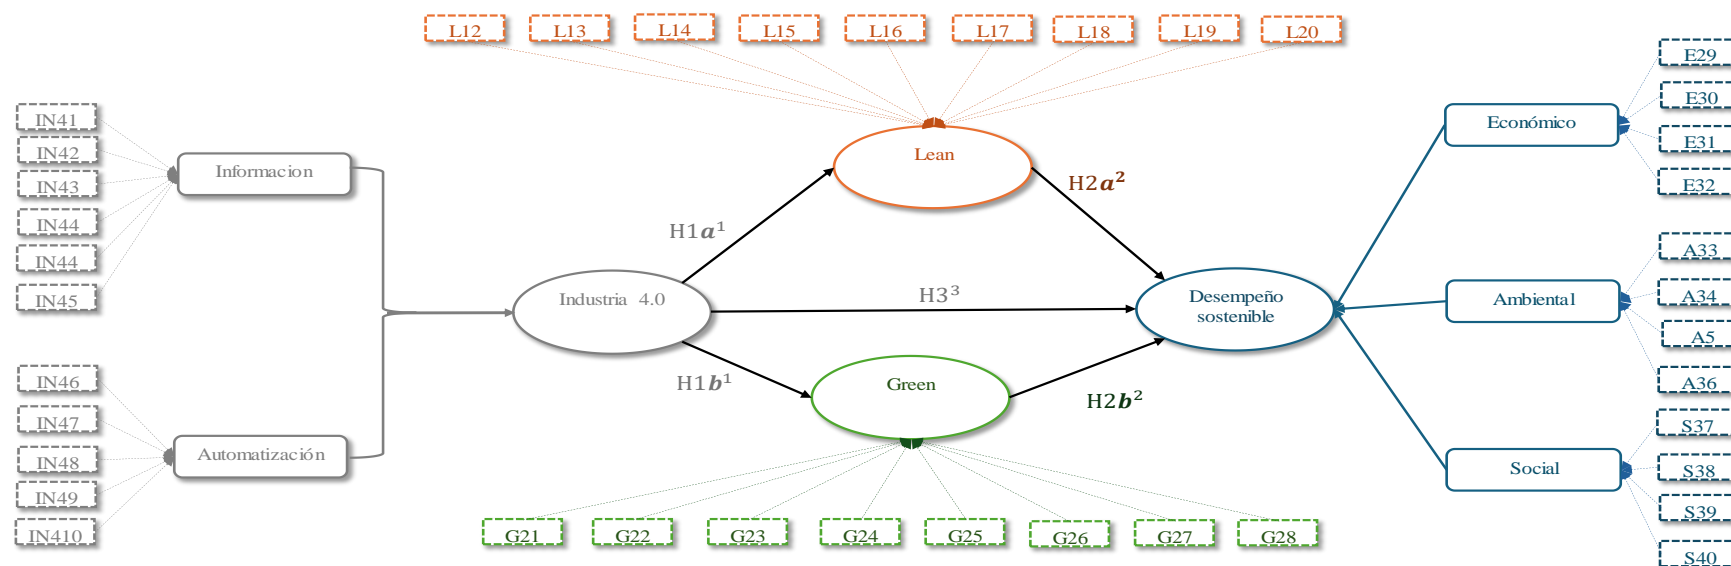 L12
L13
L14
L15
L16
L17
L18
L19
L20
IN41
IN42
IN43
IN44
IN44
IN45
Informacion
IN46
IN47
IN48
IN49
IN410
Automatización
Industria 4.0
H1a¹
H1b¹
Lean
H3³
Green
H2a²
H2b²
Desempeño
sostenible
G21
G22
G23
G24
G25
G26
G27
G28
Económico
Ambiental
Social
E29
E30
E31
E32
A33
A34
A5
A36
S37
S38
S39
S40